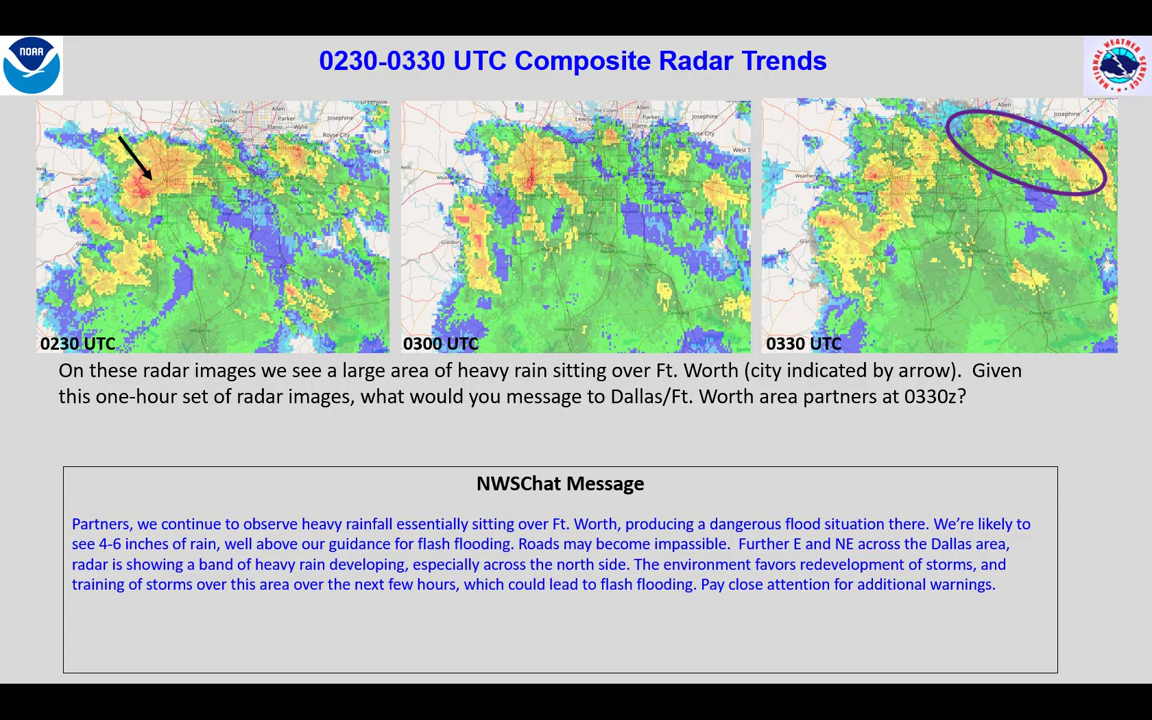 NOAA
0230-0330 UTC Composite Radar Trends
NATIONAL WEATHER SERVICE
0230 UTC
0300 UTC
0330 UTC
On these radar images we see a large area of heavy rain sitting over Ft. Worth (city indicated by arrow).  Given
this one-hour set of radar images, what would you message to Dallas/Ft. Worth area partners at 0330z?
NWSChat Message
Partners, we continue to observe heavy rainfall essentially sitting over Ft. Worth, producing a dangerous flood situation there. We’re likely to
see 4-6 inches of rain, well above our guidance for flash flooding. Roads may become impassible.  Further E and NE across the Dallas area,
radar is showing a band of heavy rain developing, especially across the north side. The environment favors redevelopment of storms, and
training of storms over this area over the next few hours, which could lead to flash flooding. Pay close attention for additional warnings.